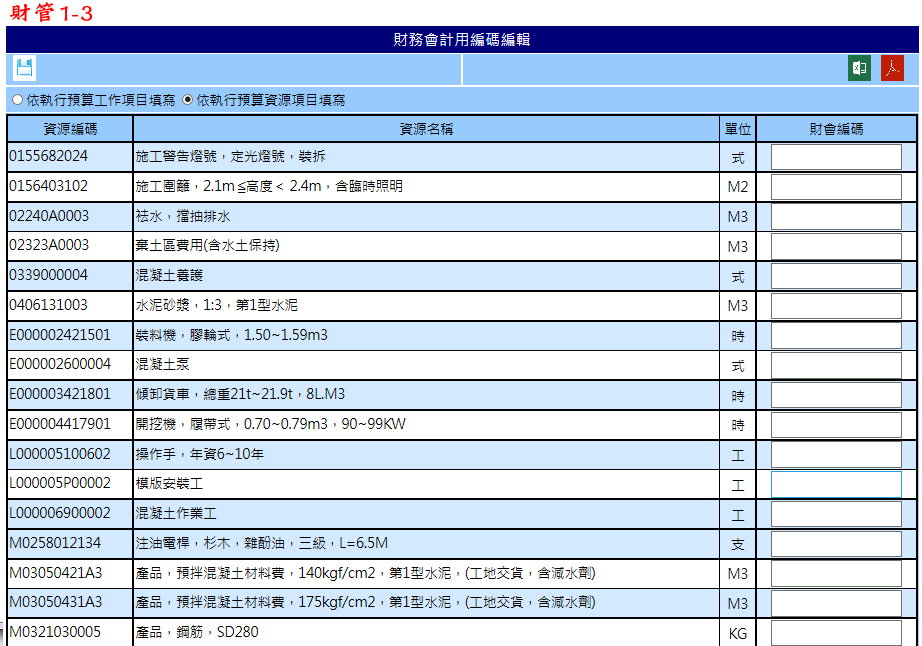 財管1-3
財務會計用編碼編輯
依執行預算工作項目填寫 依執行預算資源項目填寫
資源編碼 資源名稱 單位 財會編碼
0155682024 施工警告燈號，定光燈號，裝拆 式
0156403102 施工圍籬，2.1m≦高度＜2.4m，含臨時照明 M2
02240A0003 袪水，擋抽排水 M3
02323A0003 棄土區費用(含水土保持) M3
0339000004 混凝土養護 式
0406131003 水泥砂漿，1:3，第1型水泥 M3
E000002421501 裝料機，膠輪式，1.50~1.59m3 時
E000002600004 混凝土泵 式
E000003421801 傾卸貨車，總重21t~21.9t，8L.M3 時
E000004417901 開挖機，履帶式，0.70~0.79m3，90~99KW 時
L000005100602 操作手，年資6~10年 工
L000005P00002 模版安裝工 工
L000006900002 混凝土作業工 工
M0258012134 注油電桿，杉木，雜酚油，三級，L=6.5M 支
M03050421A3 產品，預拌混凝土材料費，140kgf/cm2，第1型水泥，(工地交貨，含減水劑) M3
M03050431A3 產品，預拌混凝土材料費，175kgf/cm2，第1型水泥，(工地交貨，含減水劑) M3
M0321030005 產品，鋼筋，SD280 KG